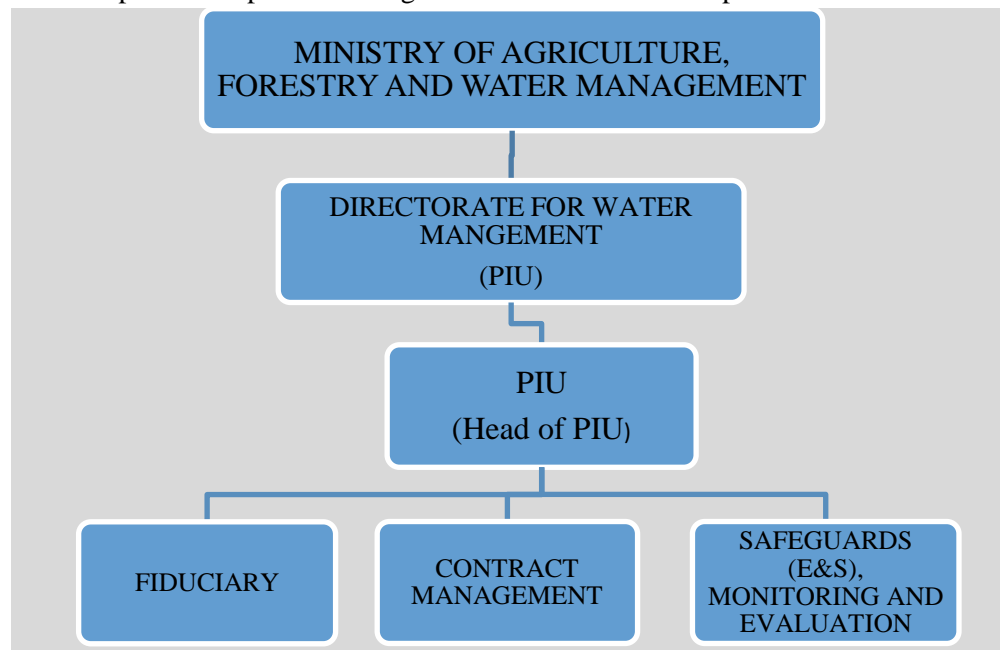 MINISTRY OF AGRICULTURE,
FORESTRY AND WATER MANAGEMENT
DIRECTORATE FOR WATER
MANGEMENT
(PIU)
PIU
(Head of PIU)
FIDUCIARY
CONTRACT
MANAGEMENT
SAFEGUARDS
(E&S),
MONITORING AND
EVALUATION